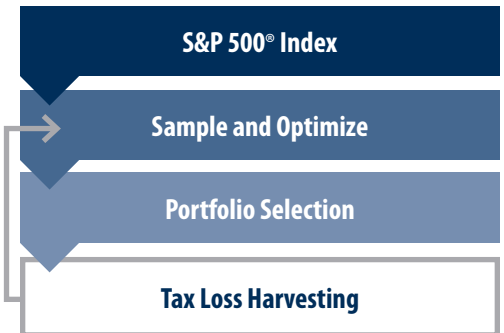 S&P 500® Index
Sample and Optimize
Portfolio Selection
Tax Loss Harvesting